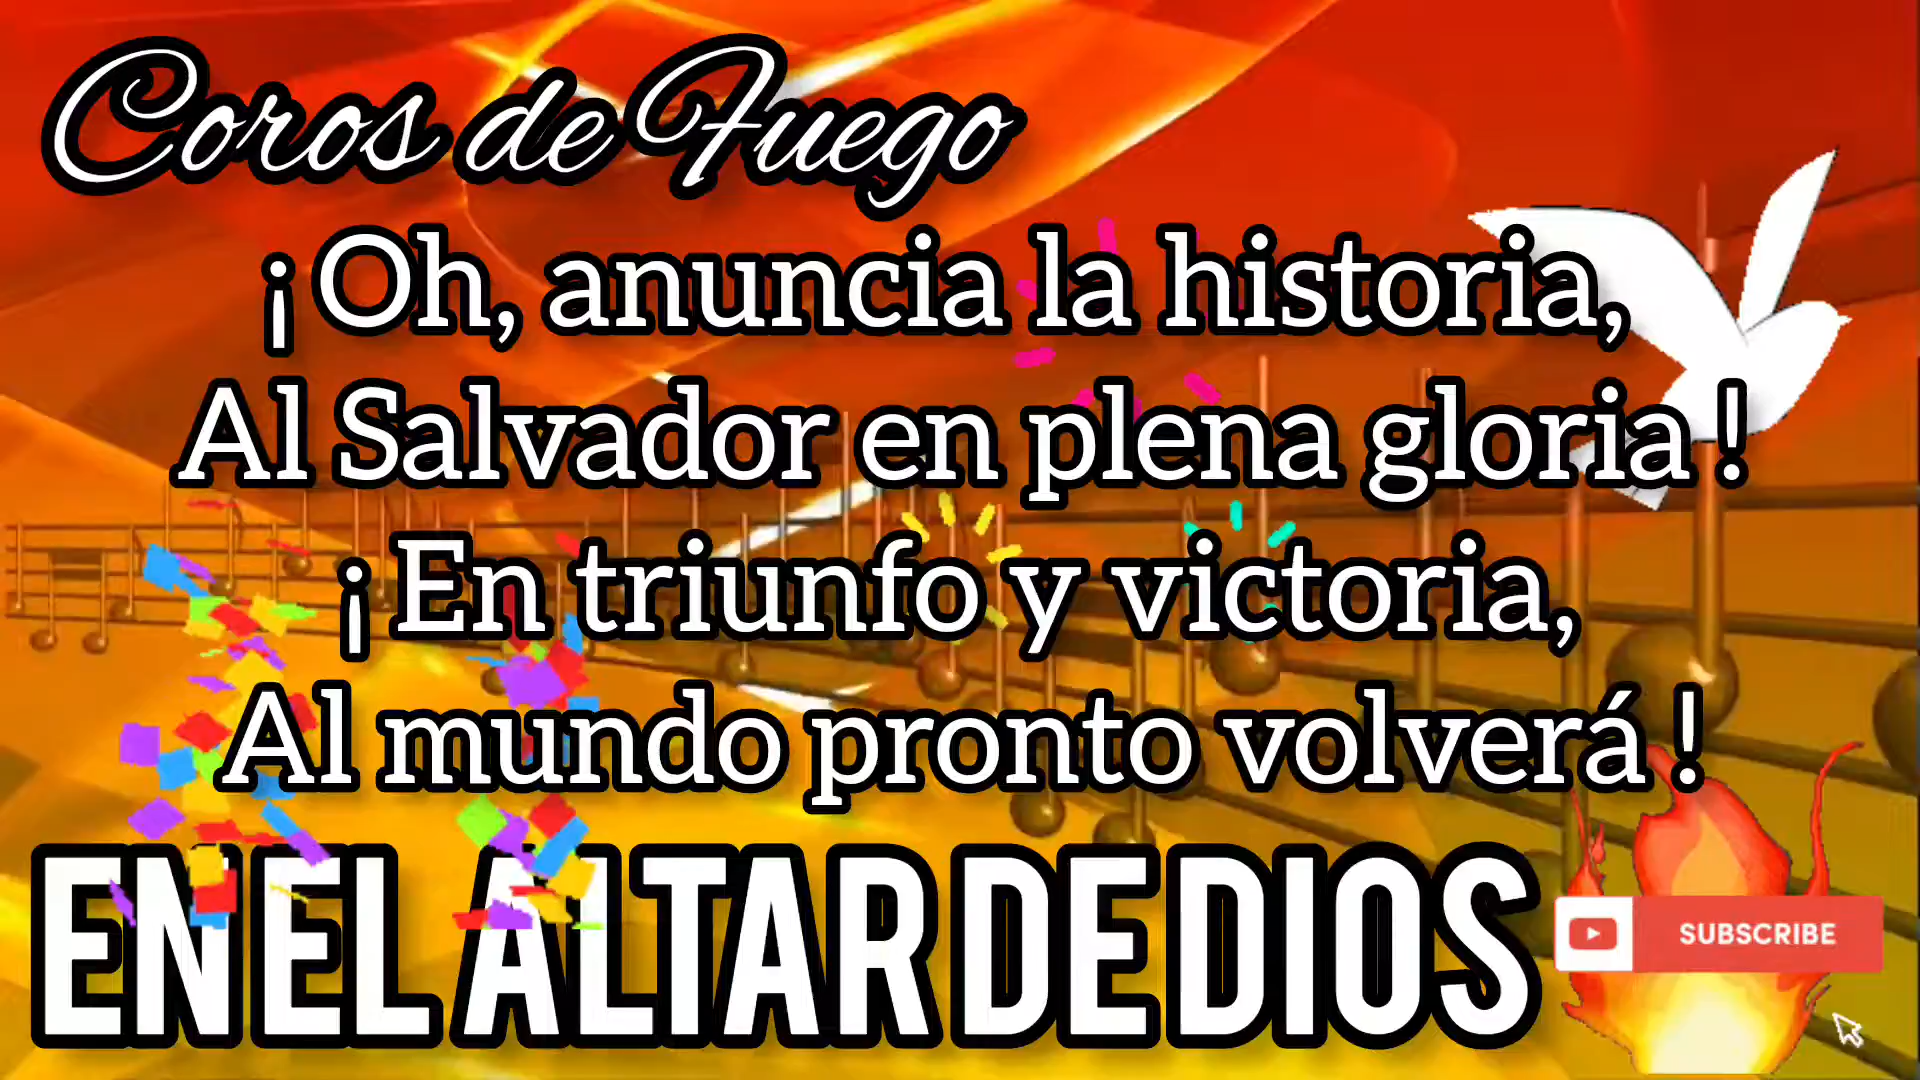 Coros de Fuego
¡Oh, anuncia la historia,
Al Salvador en plena gloria!
¡En triunfo y victoria,
Al mundo pronto volverá!
EN EL ALTAR DE DIOS
SUBSCRIBE